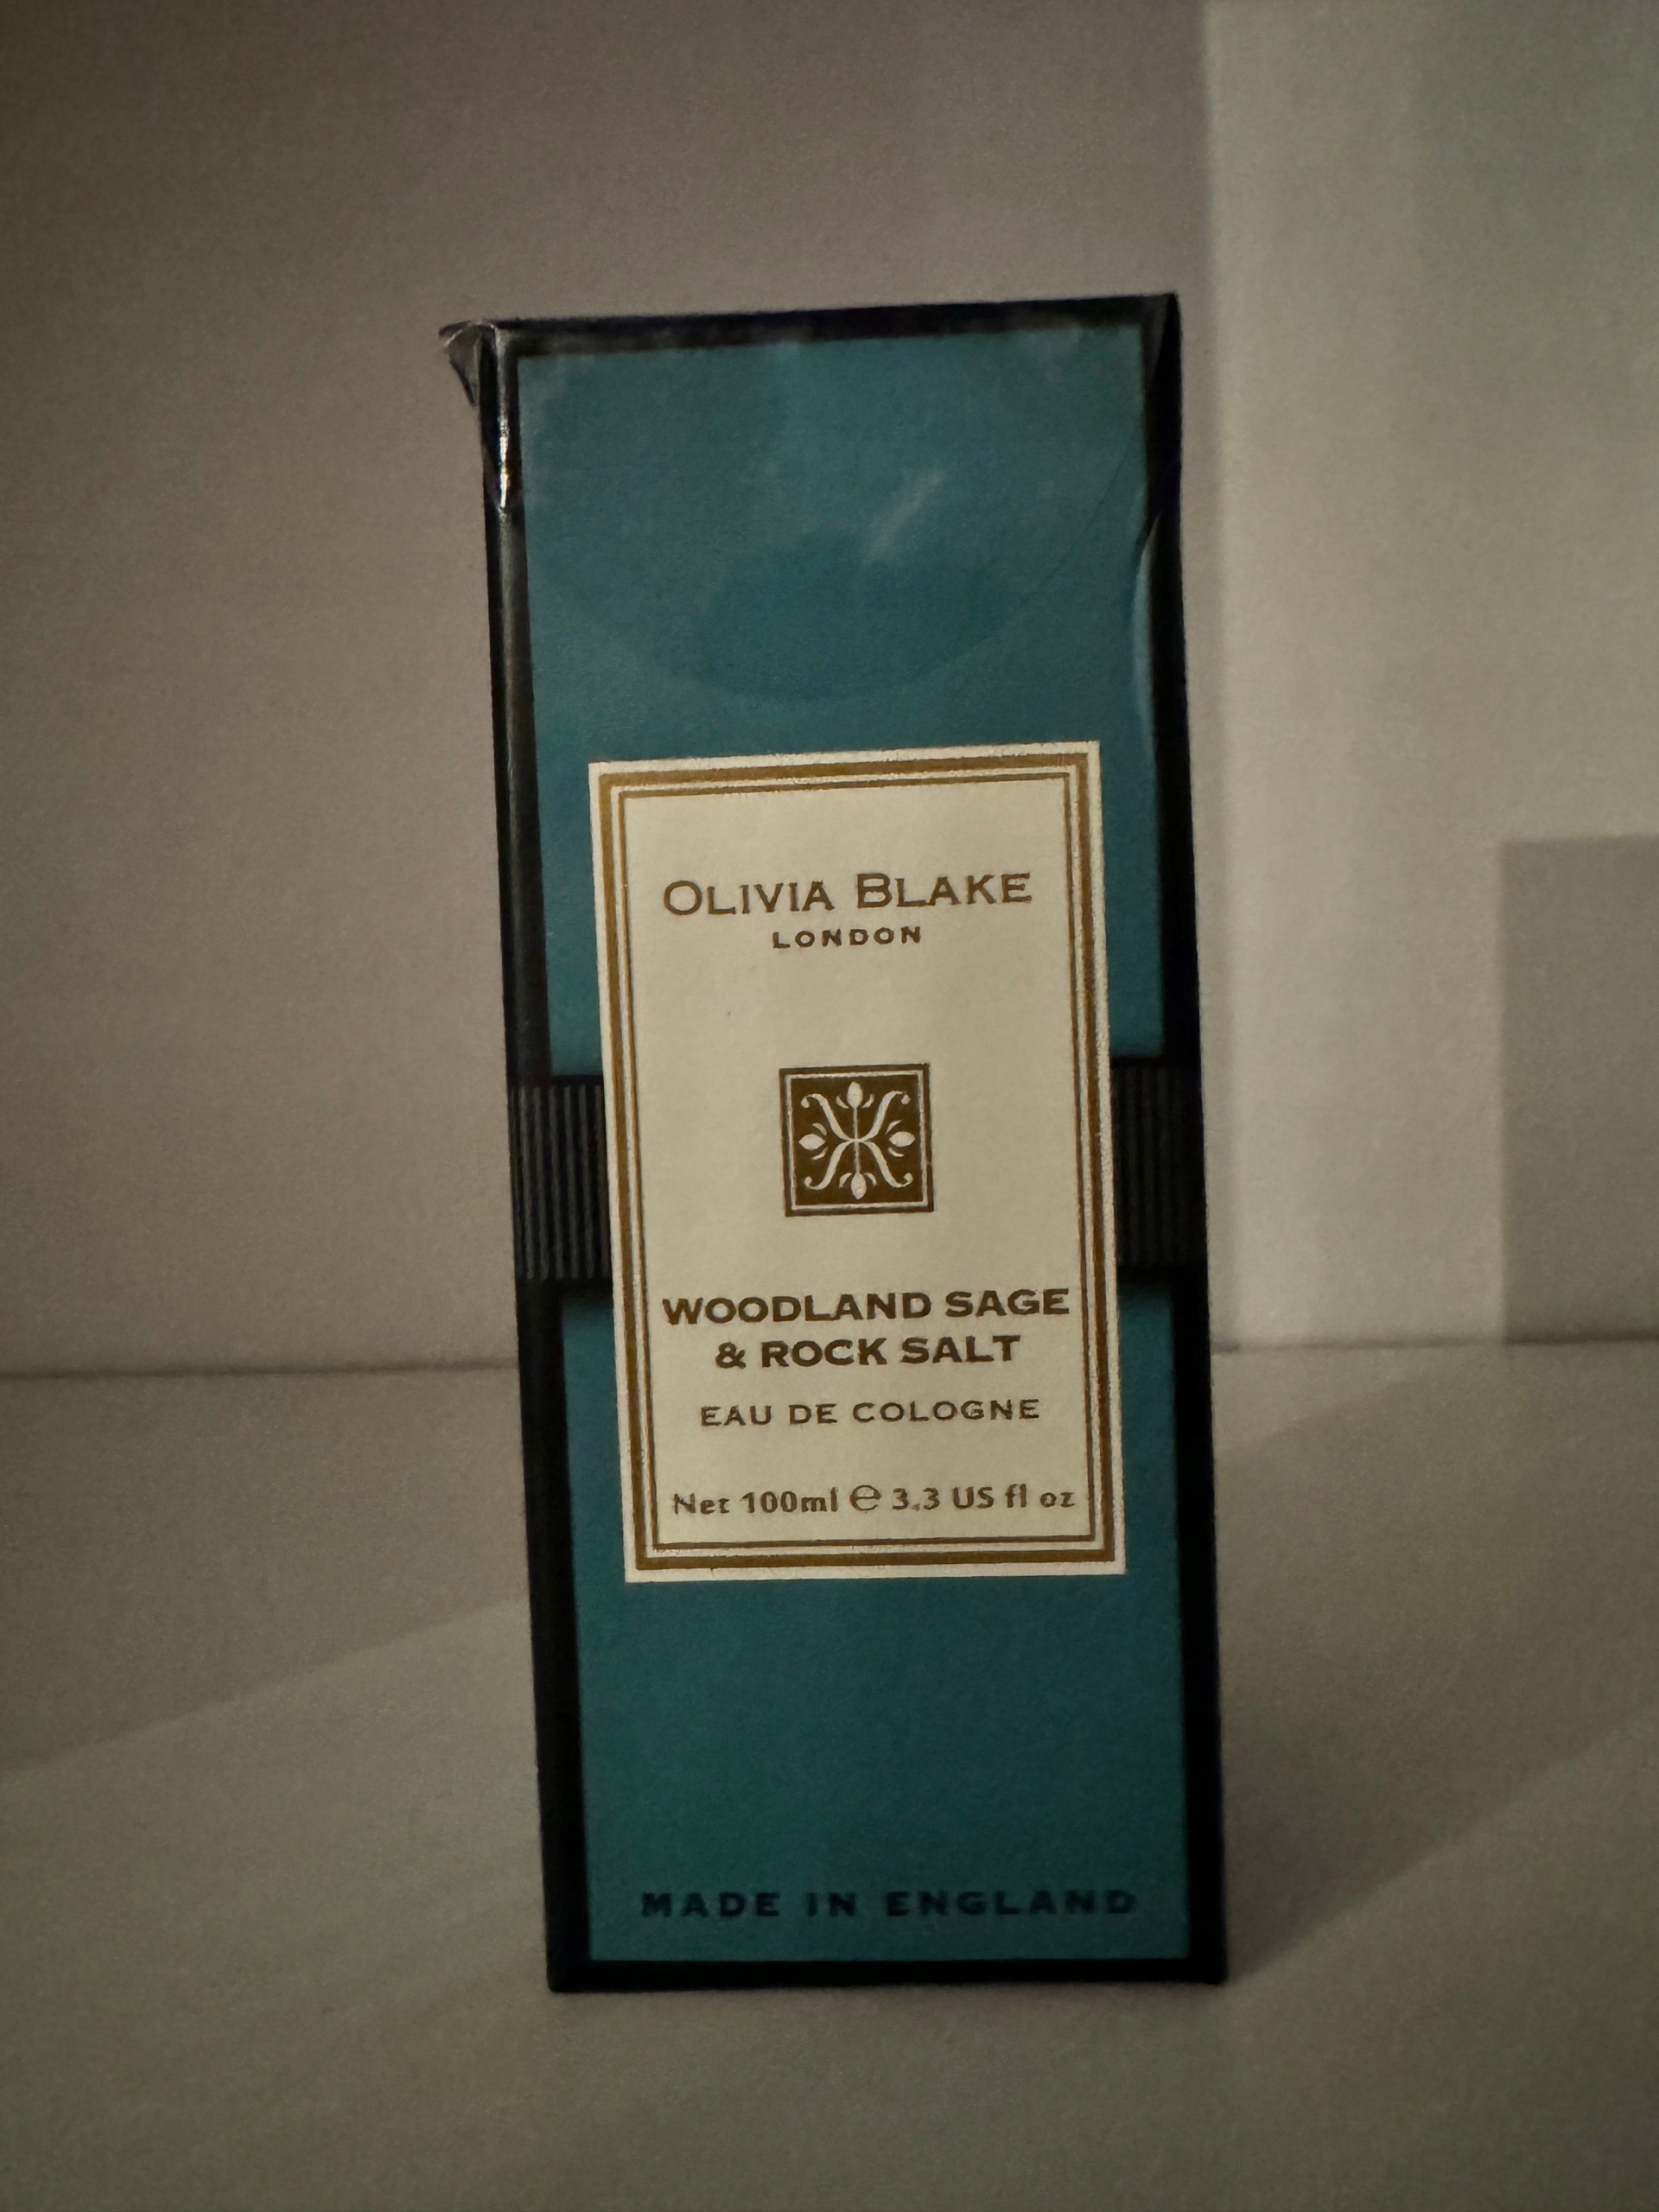 OLIVIA BLAKE
LONDON
WOODLAND SAGE
& ROCK SALT
EAU DE COLOGNE
Net 100ml ℮ 3.3 US fl oz
MADE IN ENGLAND